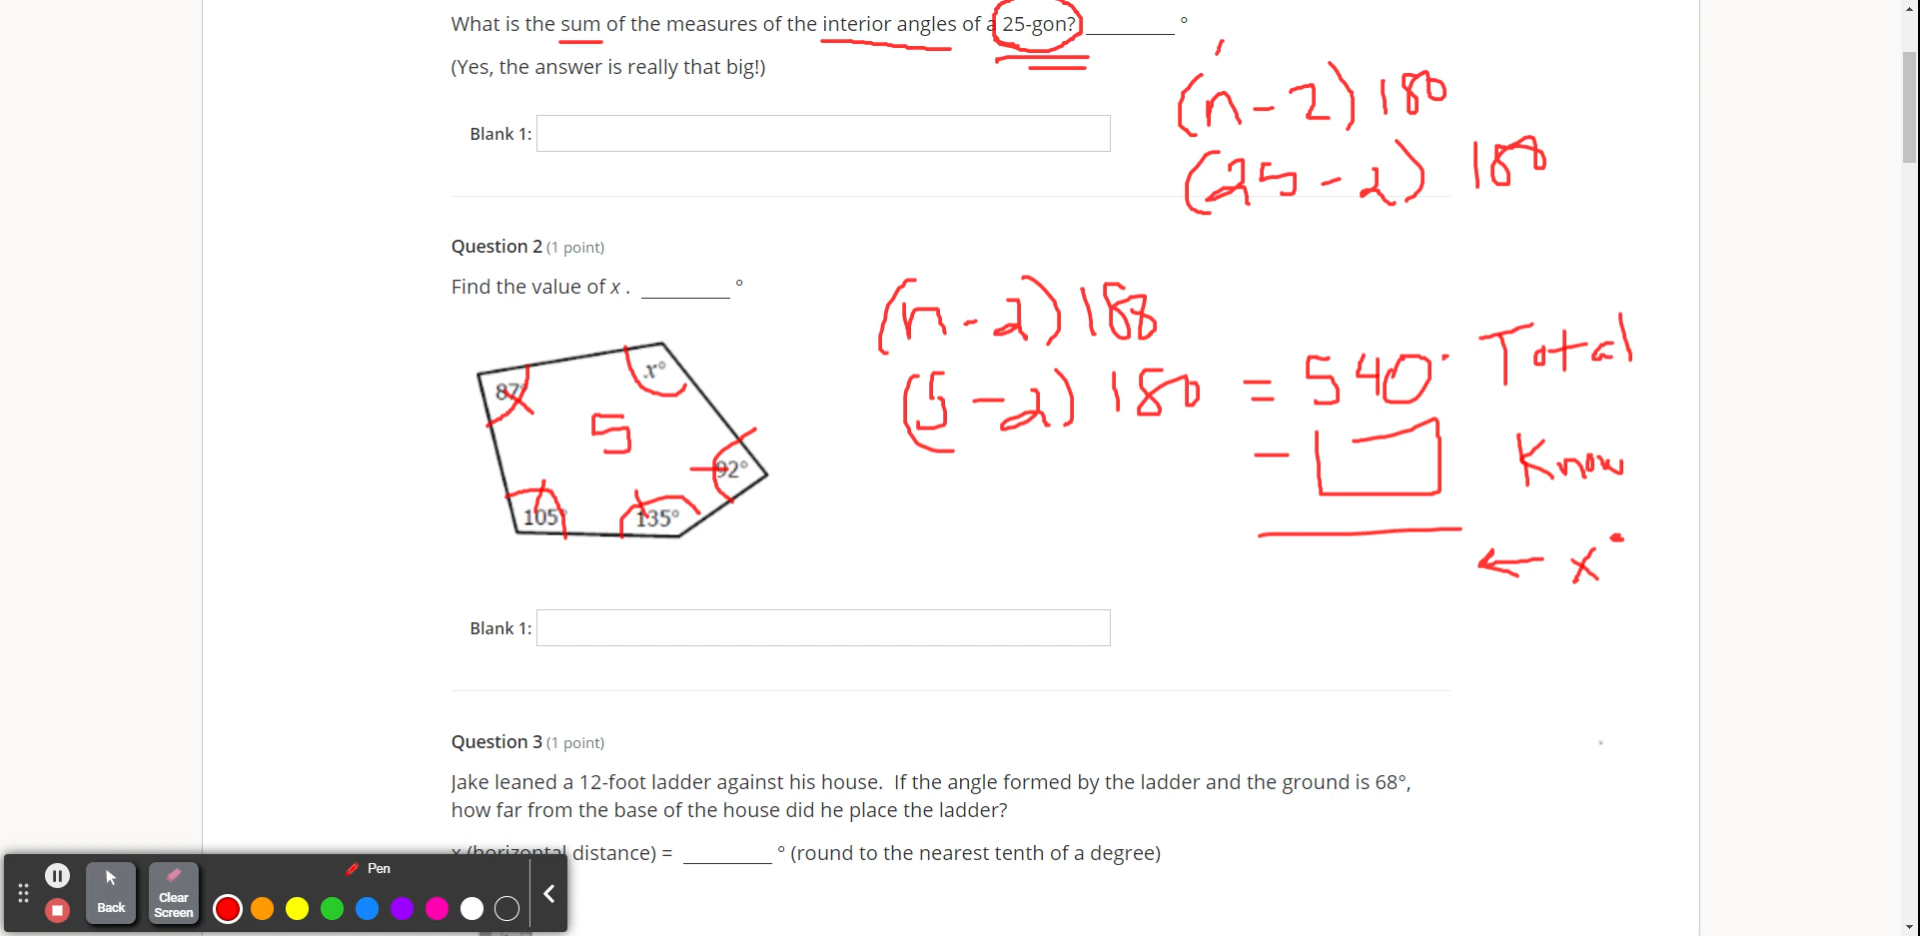 What is the sum of the measures of the interior angles of a 25-gon? ________ °
(Yes, the answer is really that big!)
(n - 2) 180
Blank 1:
(25 - 2) 180
Question 2 (1 point)
Find the value of x . ________ °
(n - 2) 180
87°
x°
5
92°
105°
135°
(5 - 2) 180 = 540° Total
- Know
← x°
Blank 1:
Question 3 (1 point)
Jake leaned a 12-foot ladder against his house. If the angle formed by the ladder and the ground is 68°,
how far from the base of the house did he place the ladder?
x (horizontal distance) = ________ ° (round to the nearest tenth of a degree)
Pen
Back
Clear
Screen